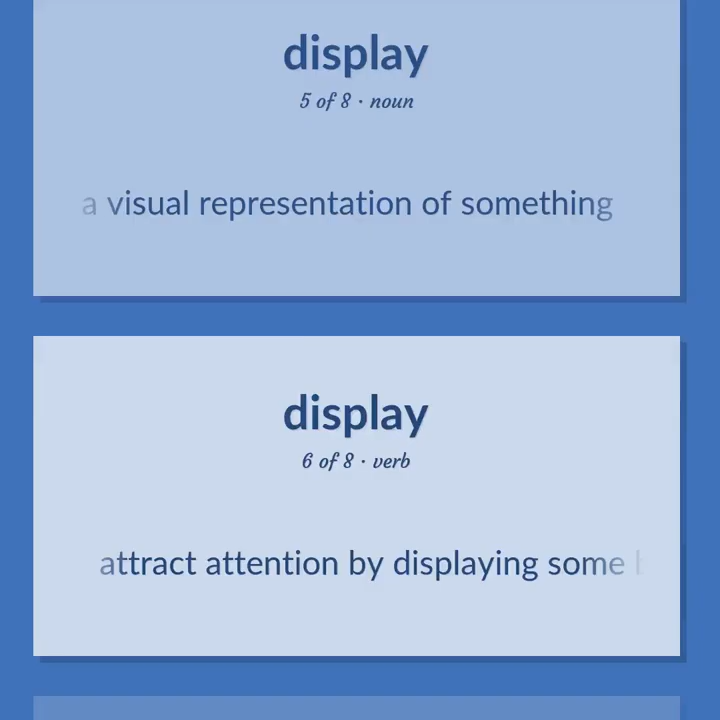 display
5 of 8 · noun
a visual representation of something
display
6 of 8 · verb
attract attention by displaying some